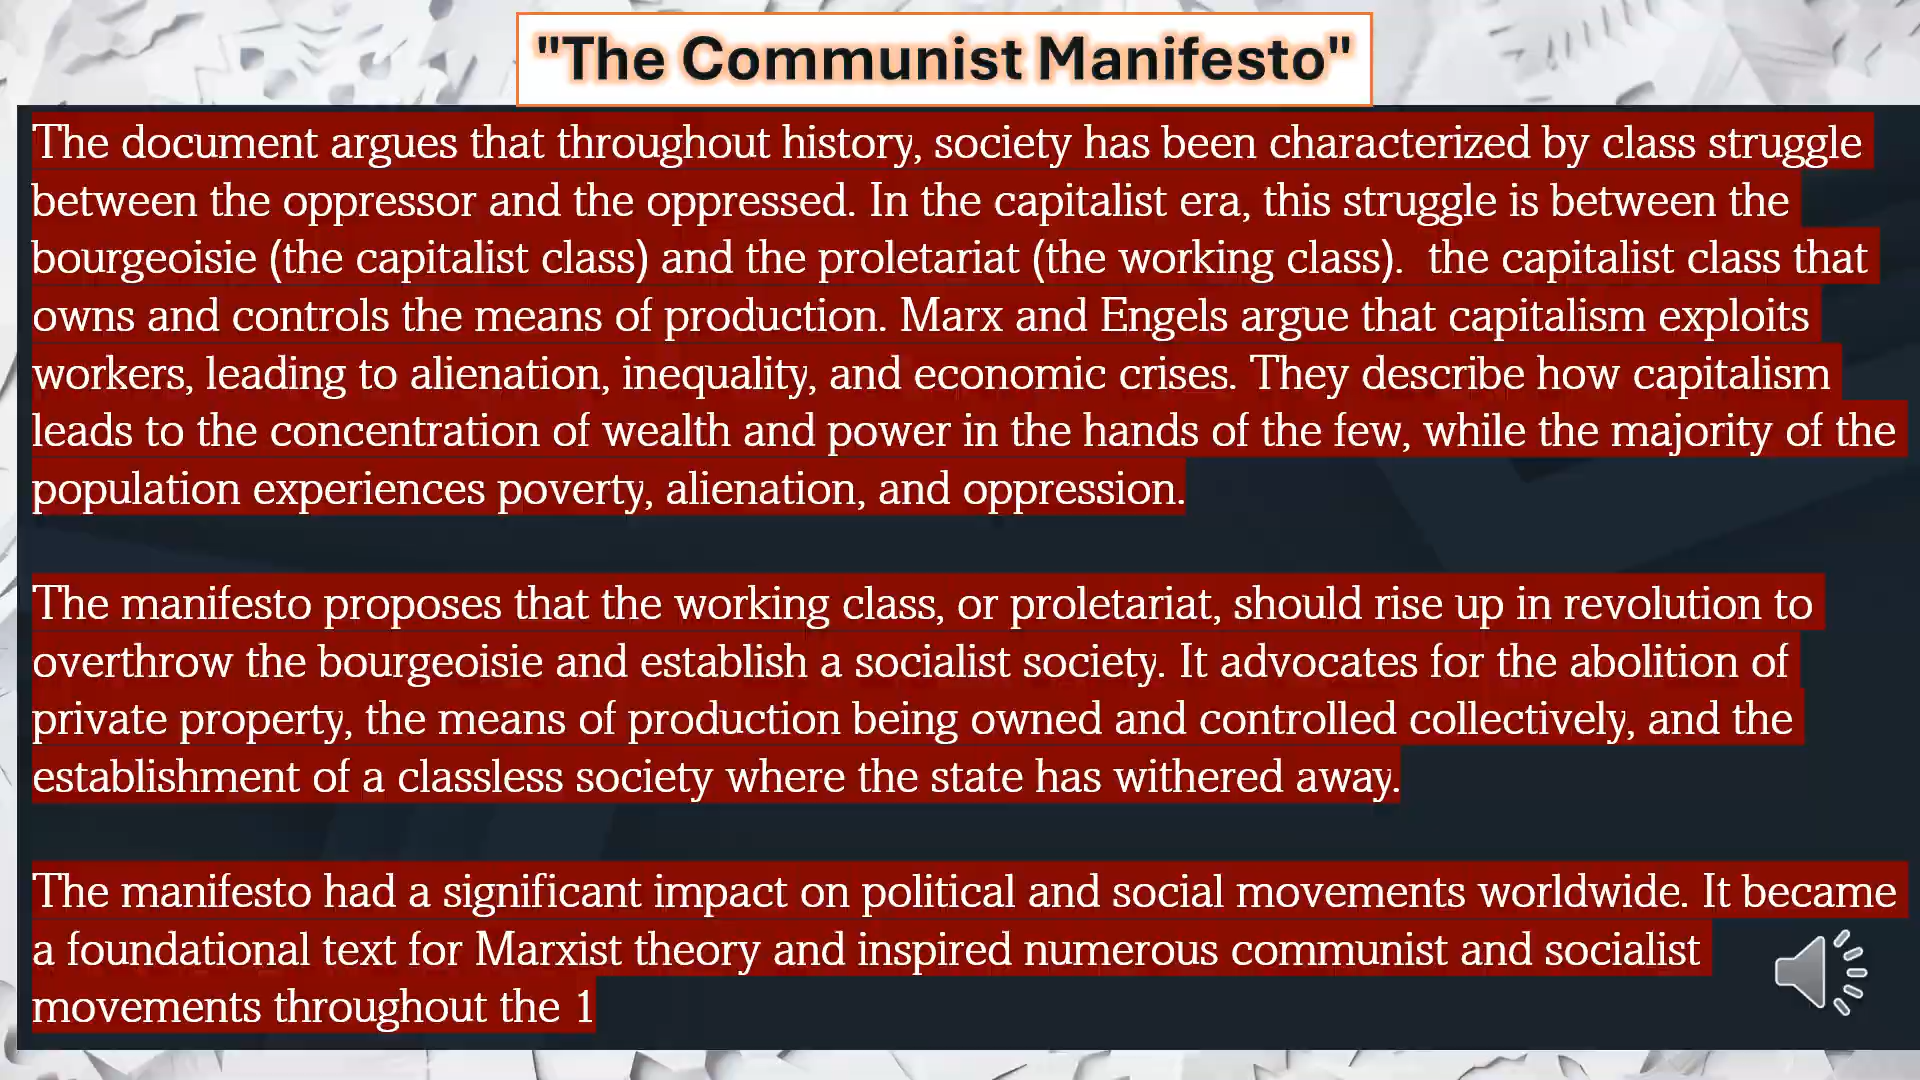 "The Communist Manifesto"
The document argues that throughout history, society has been characterized by class struggle
between the oppressor and the oppressed. In the capitalist era, this struggle is between the
bourgeoisie (the capitalist class) and the proletariat (the working class).  the capitalist class that
owns and controls the means of production. Marx and Engels argue that capitalism exploits
workers, leading to alienation, inequality, and economic crises. They describe how capitalism
leads to the concentration of wealth and power in the hands of the few, while the majority of the
population experiences poverty, alienation, and oppression.
The manifesto proposes that the working class, or proletariat, should rise up in revolution to
overthrow the bourgeoisie and establish a socialist society. It advocates for the abolition of
private property, the means of production being owned and controlled collectively, and the
establishment of a classless society where the state has withered away.
The manifesto had a significant impact on political and social movements worldwide. It became
a foundational text for Marxist theory and inspired numerous communist and socialist
movements throughout the 1